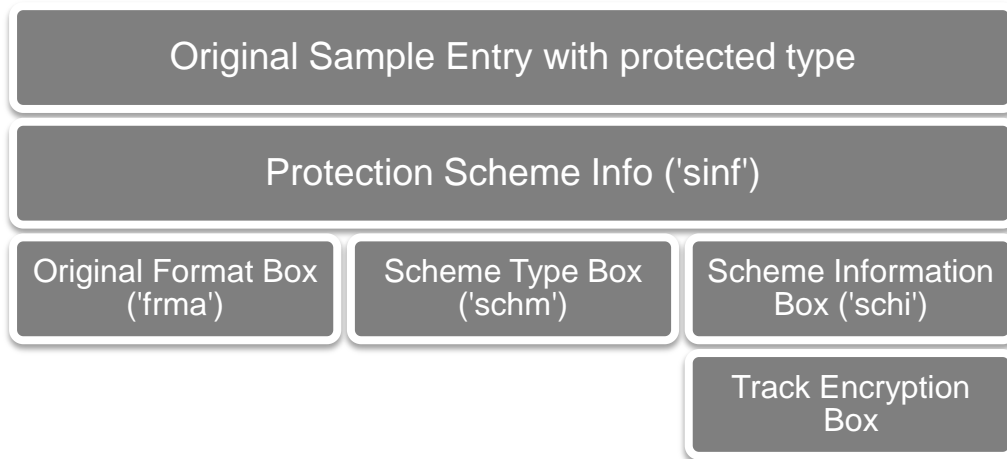 Original Sample Entry with protected type
Protection Scheme Info ('sinf')
Original Format Box
('frma')
Scheme Type Box
('schm')
Scheme Information
Box ('schi')
Track Encryption
Box